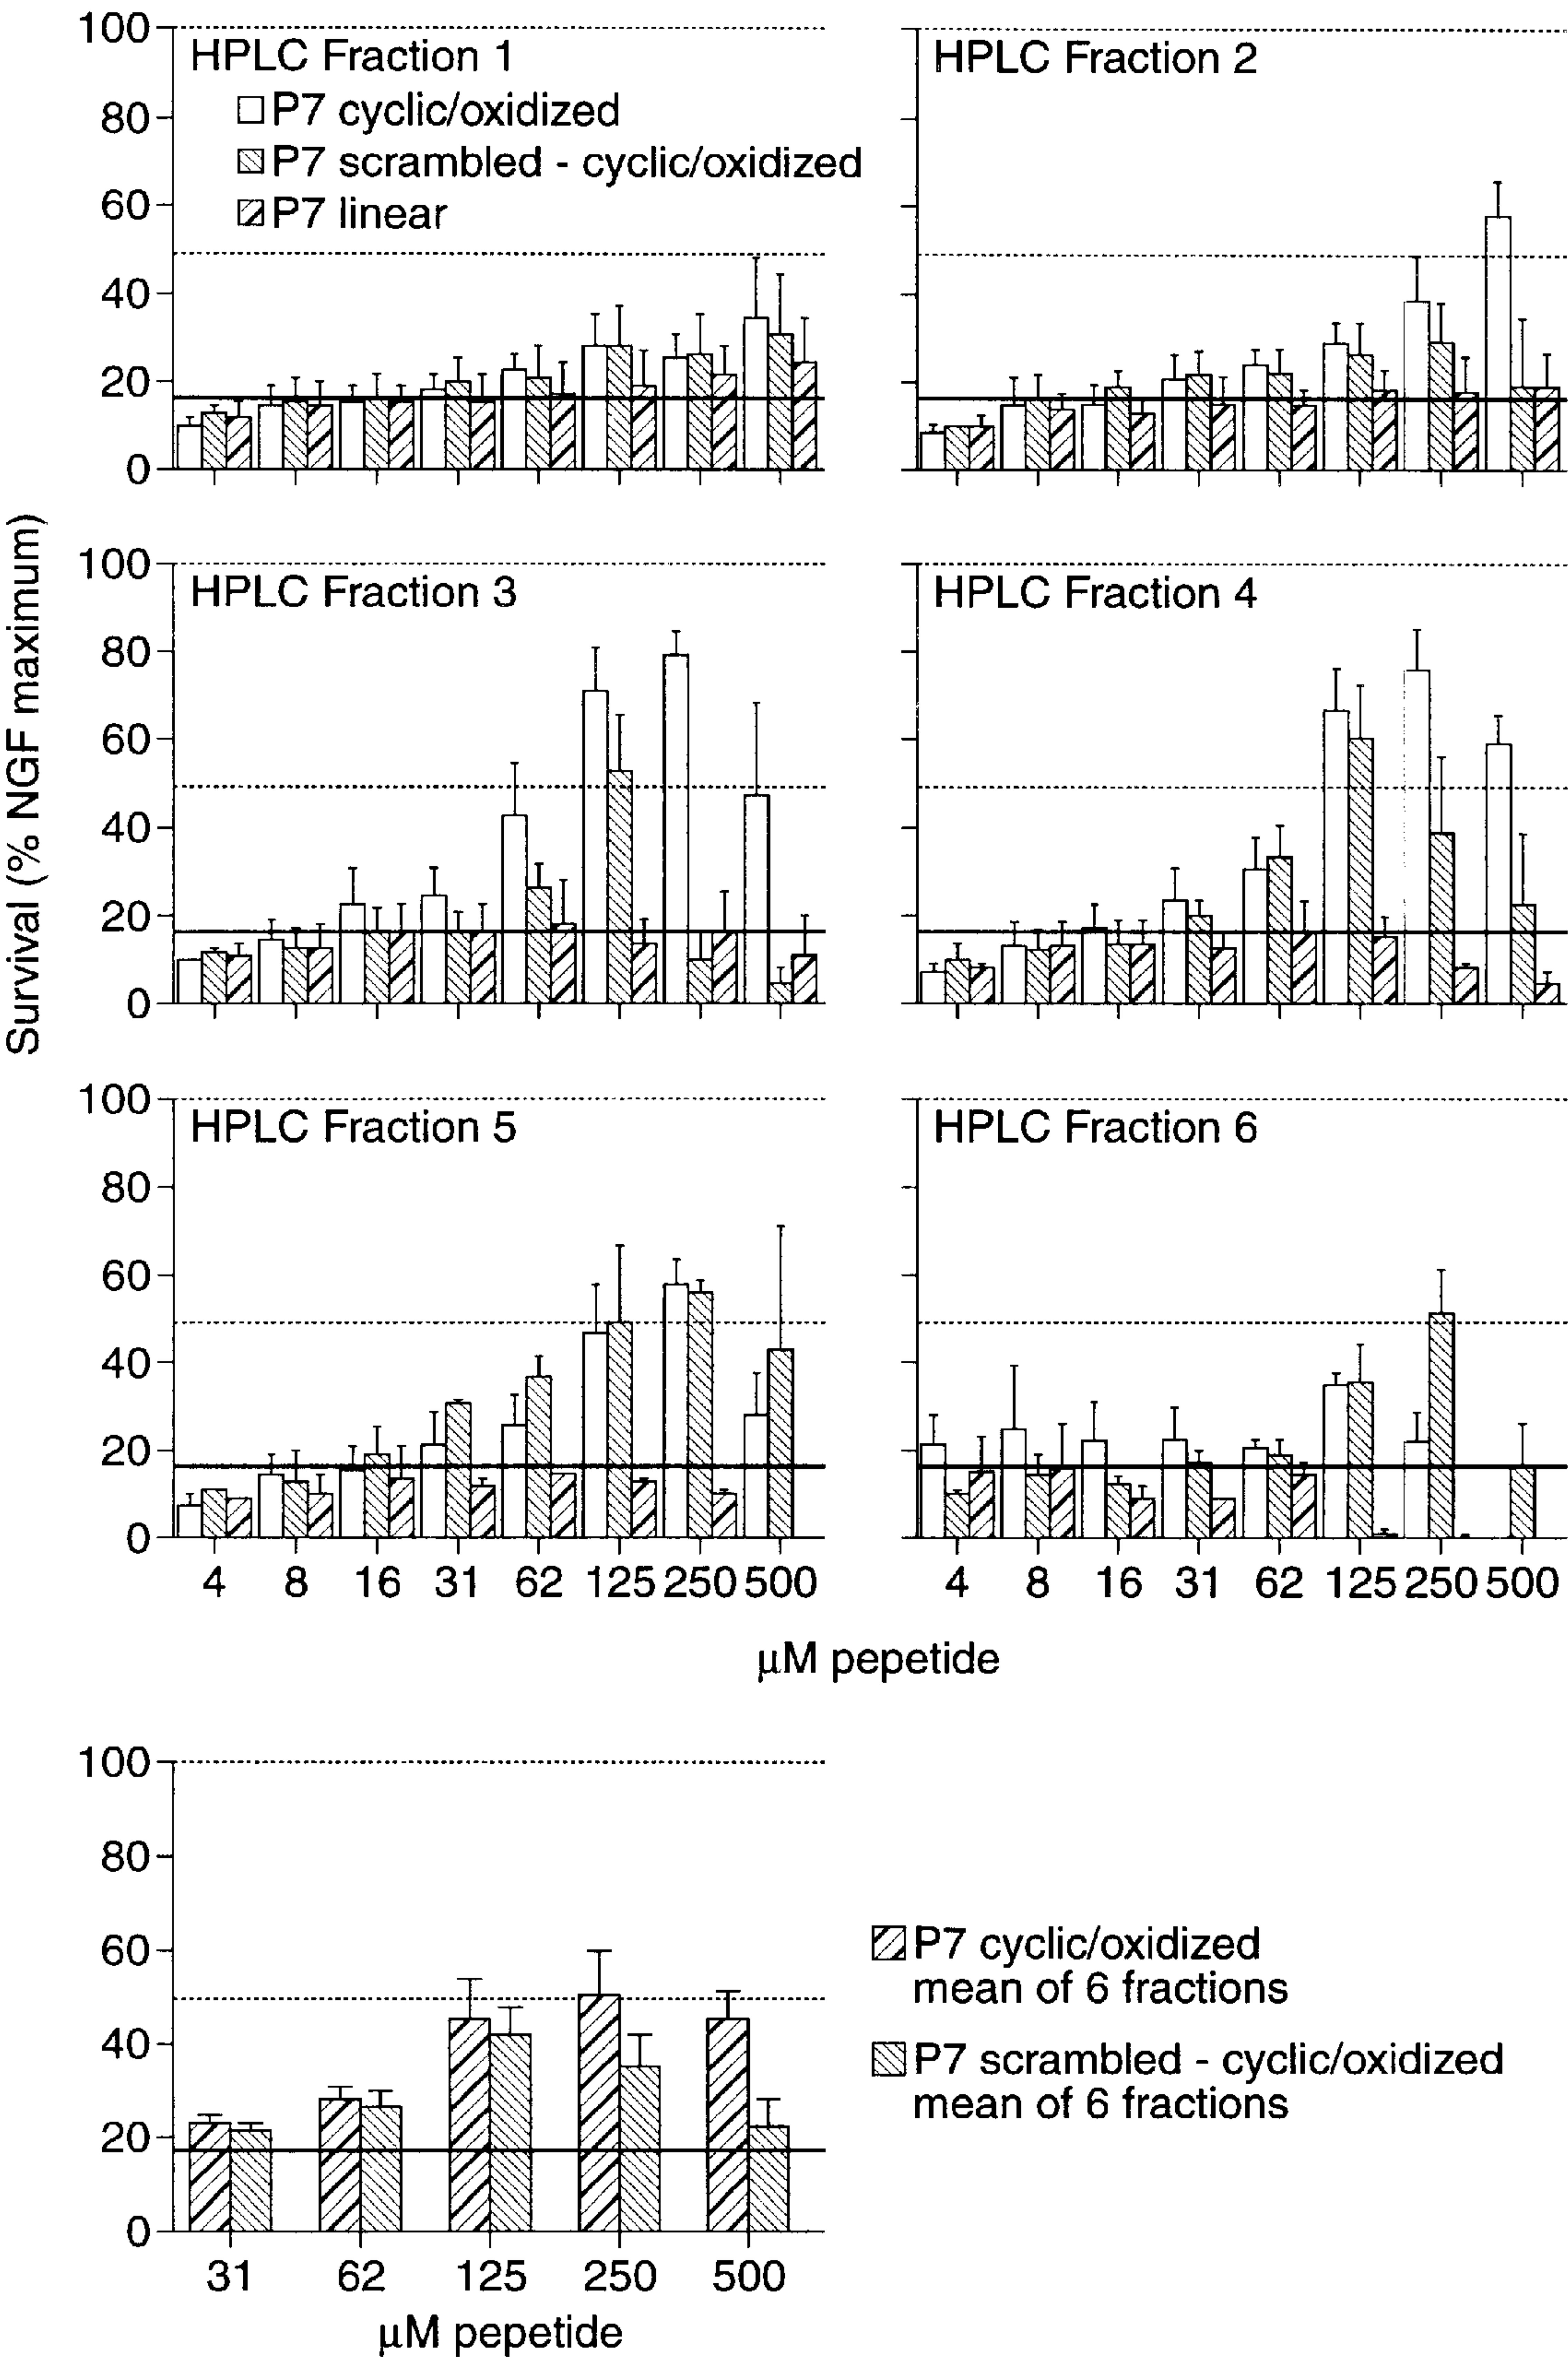 Survival (% NGF maximum)
100
80
60
40
20
0
HPLC Fraction 1
P7 cyclic/oxidized
P7 scrambled - cyclic/oxidized
P7 linear
HPLC Fraction 2
100
80
60
40
20
0
HPLC Fraction 3
HPLC Fraction 4
100
80
60
40
20
0
HPLC Fraction 5
HPLC Fraction 6
4 8 16 31 62 125 250 500
4 8 16 31 62 125 250 500
µM pepetide
100
80
60
40
20
0
31 62 125 250 500
µM pepetide
P7 cyclic/oxidized
mean of 6 fractions
P7 scrambled - cyclic/oxidized
mean of 6 fractions